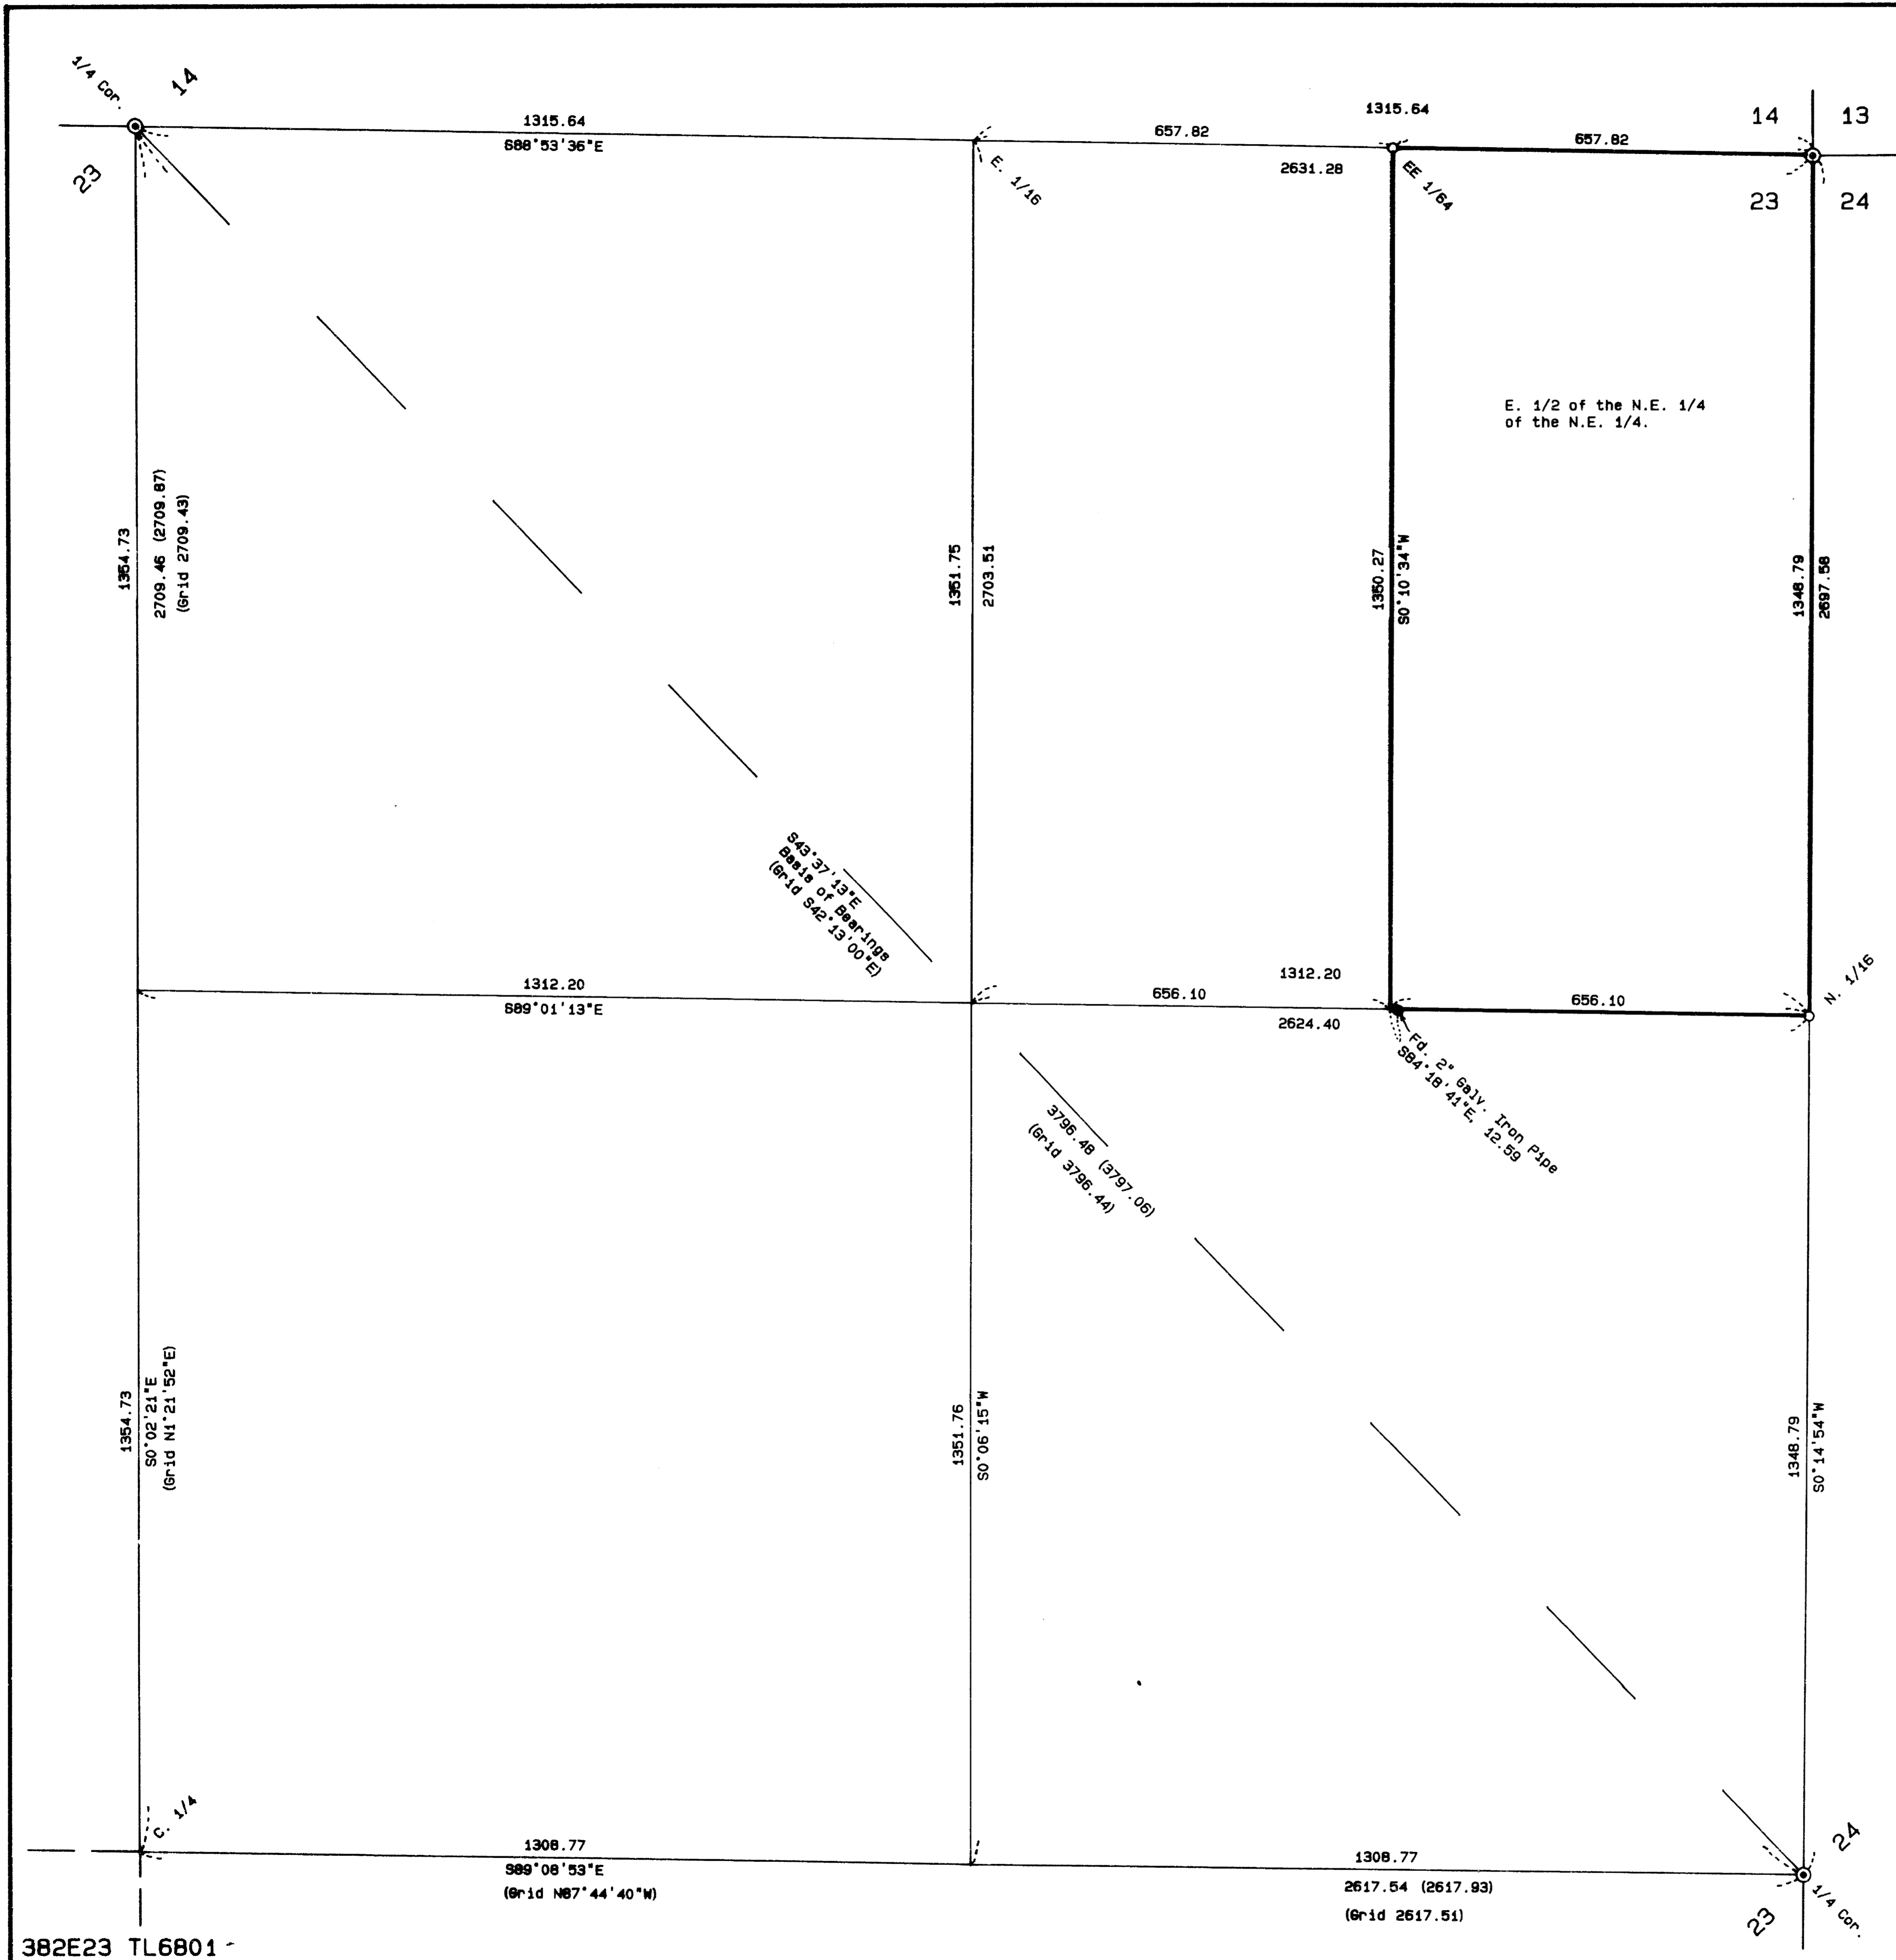 1/4 Cor.
14
23
1315.64
S88°53'36"E
657.82
1315.64
2631.28
657.82
14
13
23
24
E. 1/16
EE 1/64
E. 1/2 of the N.E. 1/4
of the N.E. 1/4.
1354.73
2709.46 (2709.87)
(Grid 2709.43)
1351.75
2703.51
1350.27
S0°10'34"W
1348.79
2697.58
S43°37'13"E
Basis of Bearings
(Grid S42°13'00"E)
1312.20
S89°01'13"E
656.10
1312.20
2624.40
656.10
N. 1/16
Fd. 2" Galv. Iron Pipe
S84°18'41"E, 12.59
3796.48 (3797.06)
(Grid 3796.44)
1354.73
S0°02'21"E
(Grid N1°21'52"E)
1351.76
S0°06'15"W
1348.79
S0°14'54"W
C. 1/4
1308.77
S89°08'53"E
(Grid N87°44'40"W)
1308.77
2617.54 (2617.93)
(Grid 2617.51)
24
23
1/4 Cor.
382E23 TL6801